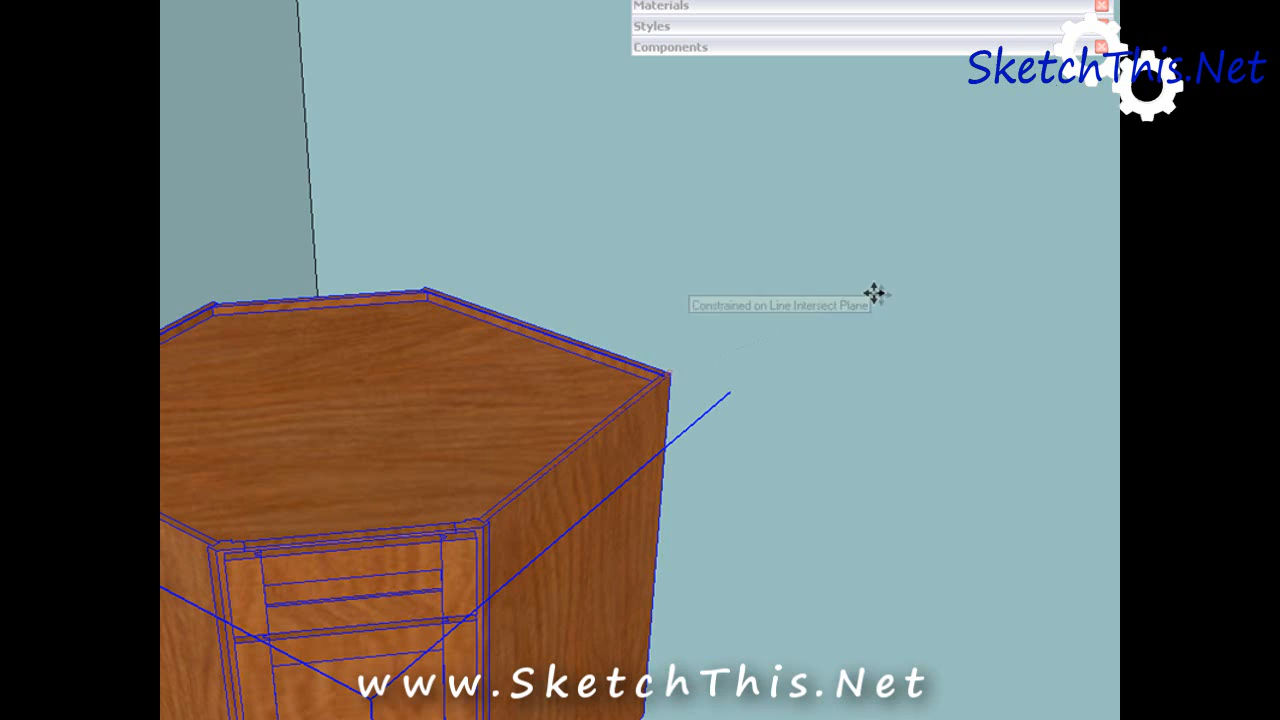 Materials
Styles
Components
SketchThis.Net
Constrained on Line Intersect Plane
www.SketchThis.Net